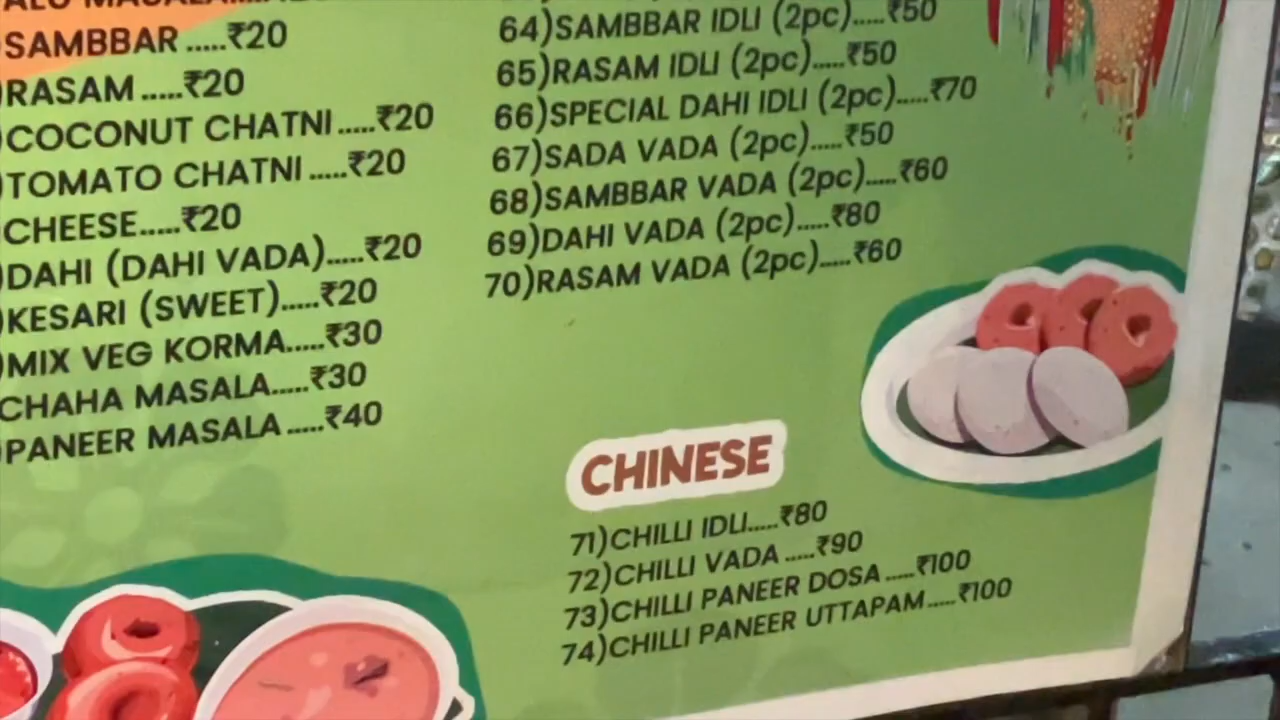 SAMBBAR.....₹20
)RASAM.....₹20
)COCONUT CHATNI.....₹20
)TOMATO CHATNI.....₹20
CHEESE.....₹20
)DAHI (DAHI VADA).....₹20
)KESARI (SWEET).....₹20
)MIX VEG KORMA.....₹30
CHAHA MASALA.....₹30
)PANEER MASALA.....₹40
64)SAMBBAR IDLI (2pc).....₹50
65)RASAM IDLI (2pc).....₹50
66)SPECIAL DAHI IDLI (2pc).....₹70
67)SADA VADA (2pc).....₹50
68)SAMBBAR VADA (2pc).....₹60
69)DAHI VADA (2pc).....₹80
70)RASAM VADA (2pc).....₹60
CHINESE
71)CHILLI IDLI.....₹80
72)CHILLI VADA.....₹90
73)CHILLI PANEER DOSA.....₹100
74)CHILLI PANEER UTTAPAM.....₹100